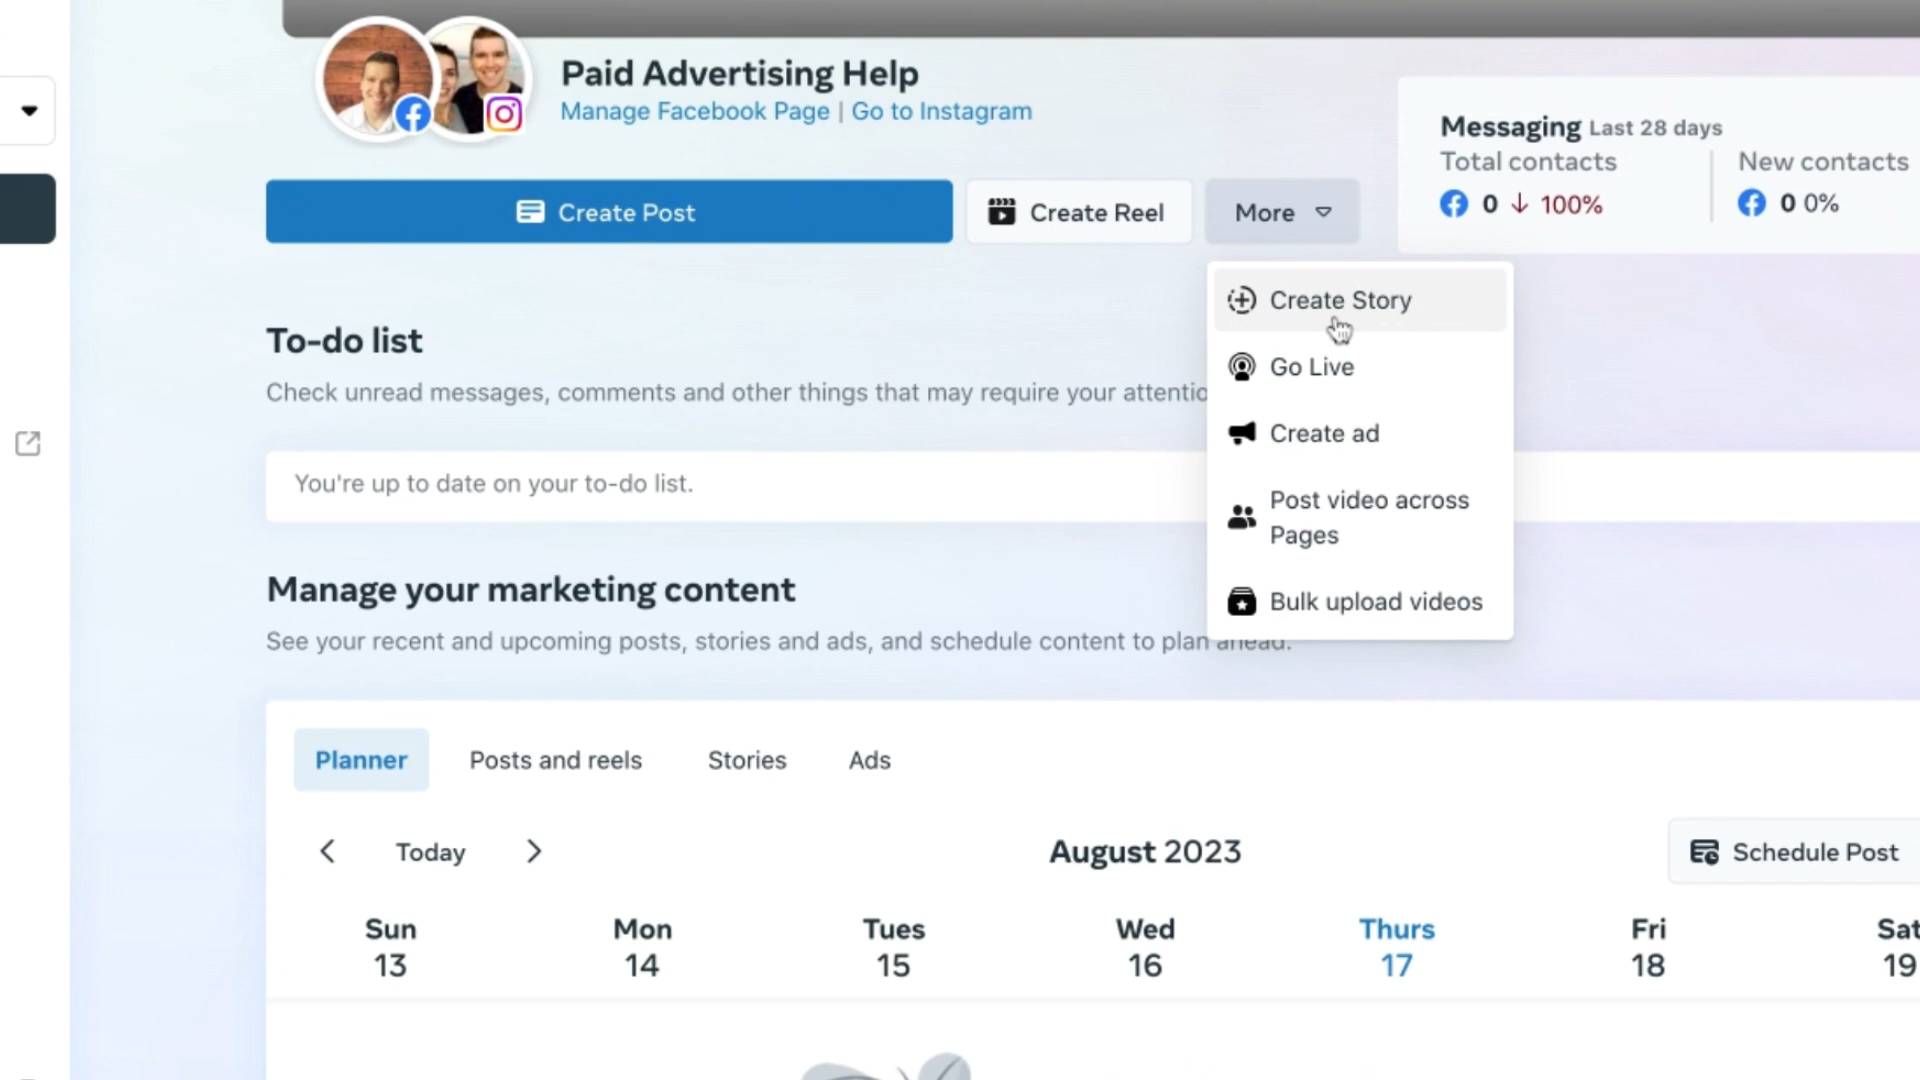 Paid Advertising Help
Manage Facebook Page | Go to Instagram
Messaging Last 28 days
Total contacts
New contacts
0 ↓ 100%
0 0%
Create Post
Create Reel
More
Create Story
Go Live
Create ad
Post video across
Pages
Bulk upload videos
To-do list
Check unread messages, comments and other things that may require your attentio
You're up to date on your to-do list.
Manage your marketing content
See your recent and upcoming posts, stories and ads, and schedule content to plan ahead.
Planner
Posts and reels
Stories
Ads
Today
August 2023
Schedule Post
Sun Mon Tues Wed Thurs Fri Sat
13 14 15 16 17 18 19